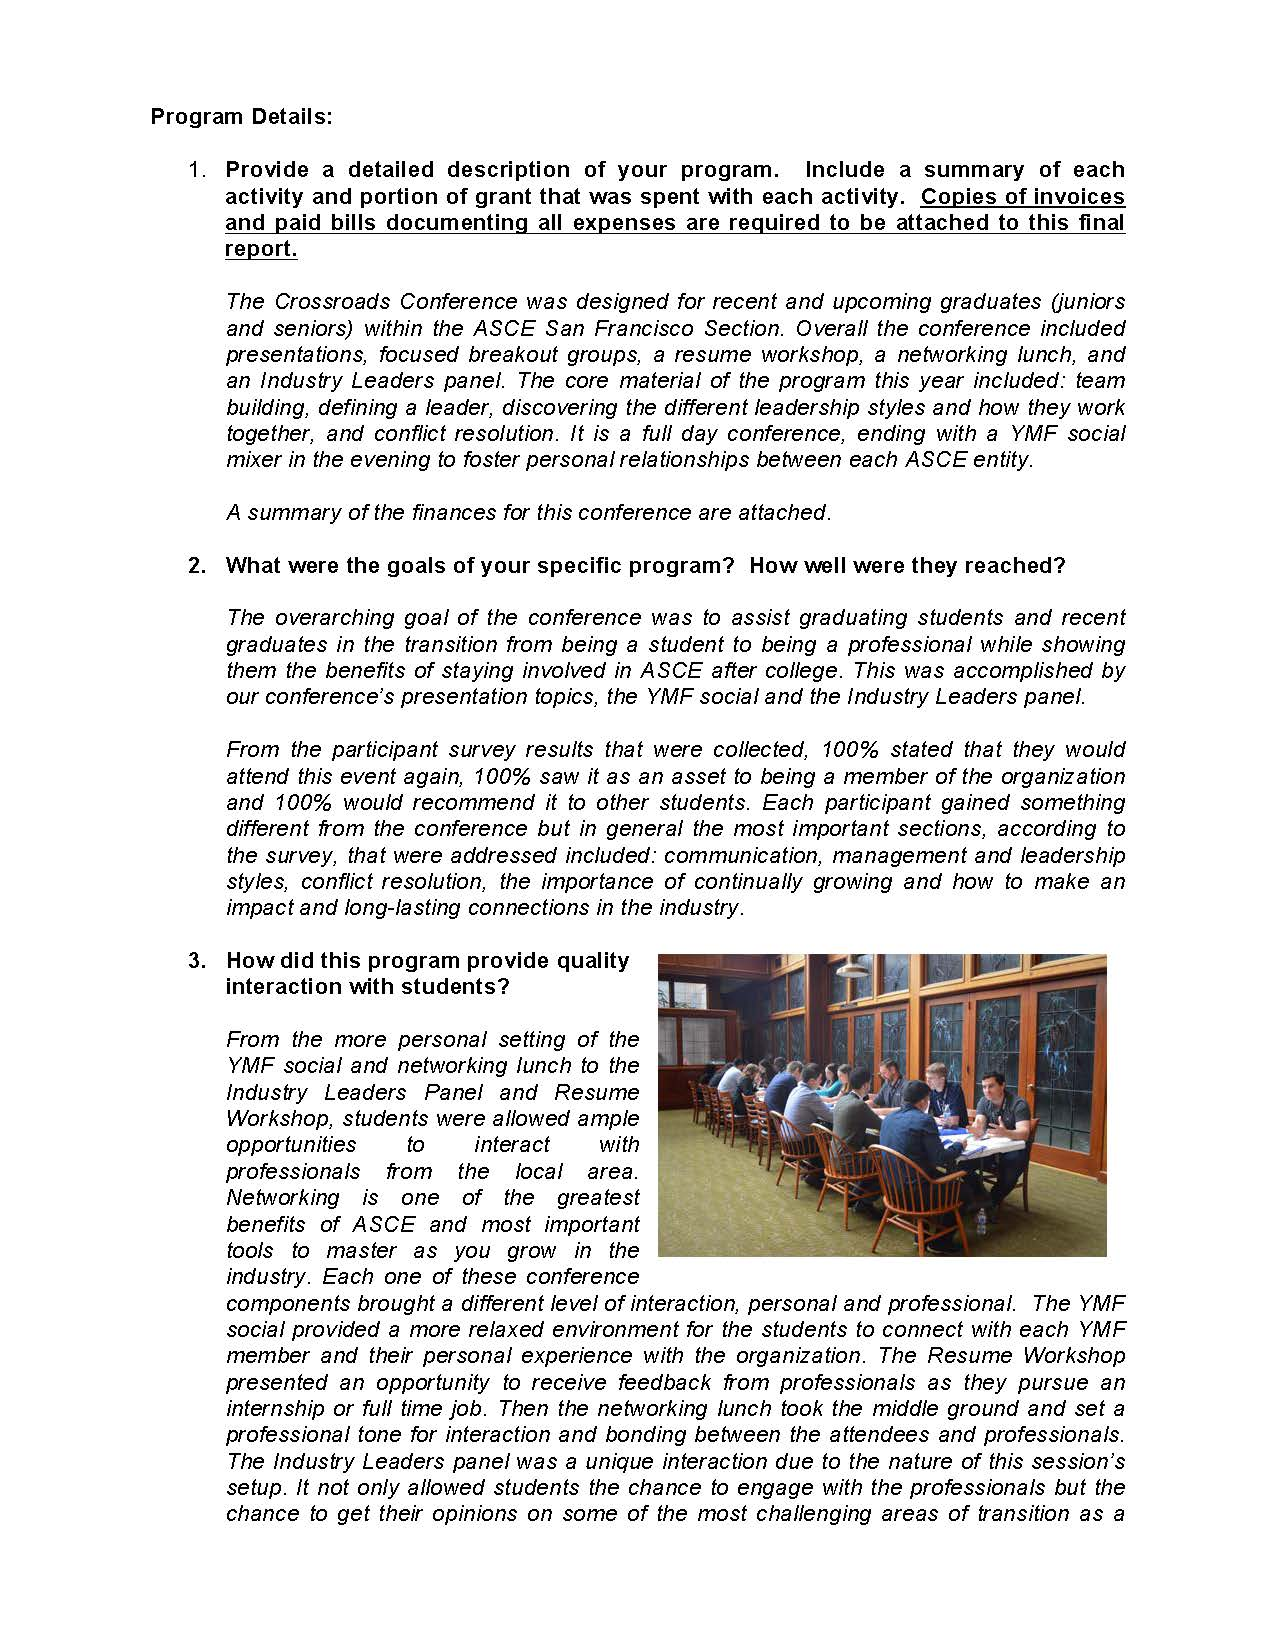 Program Details:
1. Provide a detailed description of your program. Include a summary of each
activity and portion of grant that was spent with each activity. Copies of invoices
and paid bills documenting all expenses are required to be attached to this final
report.
The Crossroads Conference was designed for recent and upcoming graduates (juniors
and seniors) within the ASCE San Francisco Section. Overall the conference included
presentations, focused breakout groups, a resume workshop, a networking lunch, and
an Industry Leaders panel. The core material of the program this year included: team
building, defining a leader, discovering the different leadership styles and how they work
together, and conflict resolution. It is a full day conference, ending with a YMF social
mixer in the evening to foster personal relationships between each ASCE entity.
A summary of the finances for this conference are attached.
2. What were the goals of your specific program? How well were they reached?
The overarching goal of the conference was to assist graduating students and recent
graduates in the transition from being a student to being a professional while showing
them the benefits of staying involved in ASCE after college. This was accomplished by
our conference's presentation topics, the YMF social and the Industry Leaders panel.
From the participant survey results that were collected, 100% stated that they would
attend this event again, 100% saw it as an asset to being a member of the organization
and 100% would recommend it to other students. Each participant gained something
different from the conference but in general the most important sections, according to
the survey, that were addressed included: communication, management and leadership
styles, conflict resolution, the importance of continually growing and how to make an
impact and long-lasting connections in the industry.
3. How did this program provide quality
interaction with students?
From the more personal setting of the
YMF social and networking lunch to the
Industry Leaders Panel and Resume
Workshop, students were allowed ample
opportunities to interact with
professionals from the local area.
Networking is one of the greatest
benefits of ASCE and most important
tools to master as you grow in the
industry. Each one of these conference
components brought a different level of interaction, personal and professional. The YMF
social provided a more relaxed environment for the students to connect with each YMF
member and their personal experience with the organization. The Resume Workshop
presented an opportunity to receive feedback from professionals as they pursue an
internship or full time job. Then the networking lunch took the middle ground and set a
professional tone for interaction and bonding between the attendees and professionals.
The Industry Leaders panel was a unique interaction due to the nature of this session's
setup. It not only allowed students the chance to engage with the professionals but the
chance to get their opinions on some of the most challenging areas of transition as a